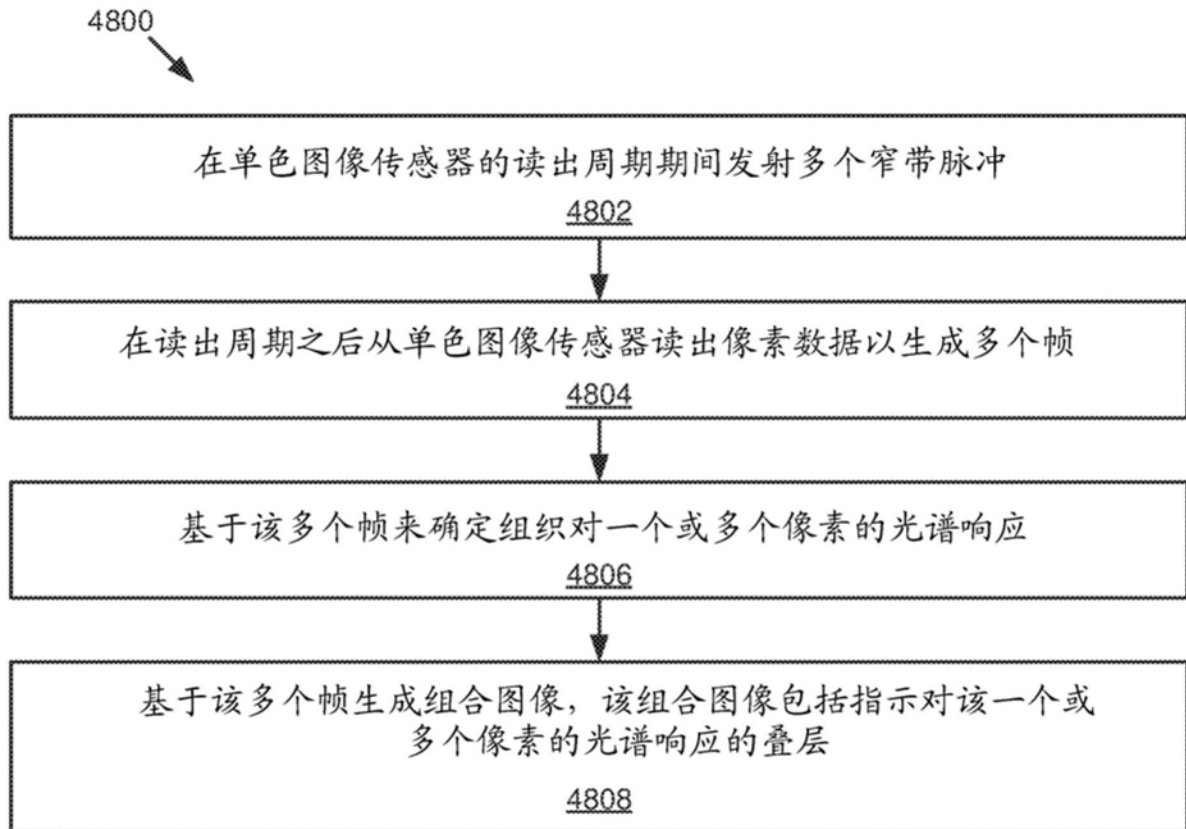 4800
在单色图像传感器的读出周期期间发射多个窄带脉冲
4802
在读出周期之后从单色图像传感器读出像素数据以生成多个帧
4804
基于该多个帧来确定组织对一个或多个像素的光谱响应
4806
基于该多个帧生成组合图像，该组合图像包括指示对该一个或
多个像素的光谱响应的叠层
4808